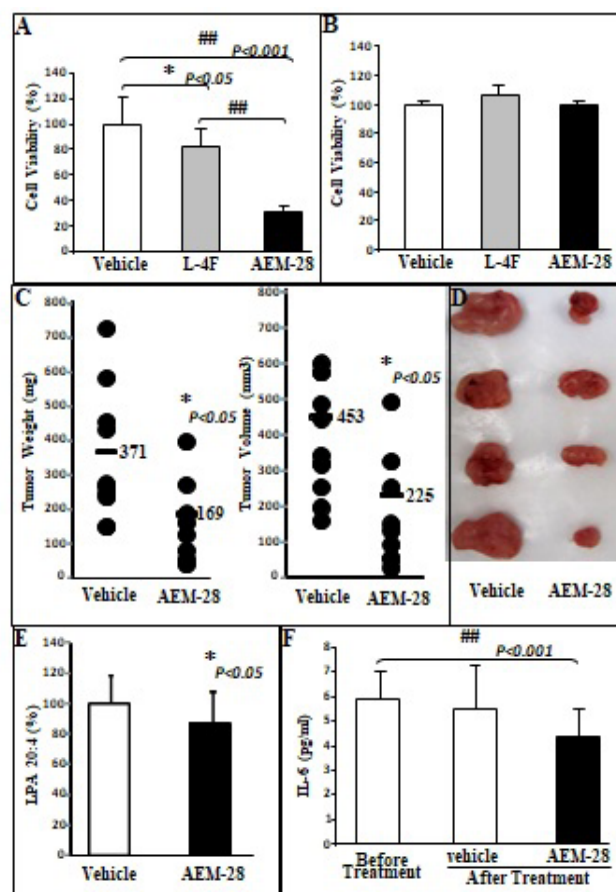 A
##
P<0.001
*
P<0.05
##
Cell Viability (%)
140
120
100
80
60
40
20
0
Vehicle L-4F AEM-28
B
Cell Viability (%)
140
120
100
80
60
40
20
0
Vehicle L-4F AEM-28
C
Tumor Weight (mg)
800
700
600
500
400
300
200
100
0
*
P<0.05
371
169
Vehicle AEM-28
Tumor Volume (mm3)
800
700
600
500
400
300
200
100
0
*
P<0.05
453
225
Vehicle AEM-28
D
Vehicle AEM-28
E
LPA 20:4 (%)
140
120
100
80
60
40
20
0
*
P<0.05
Vehicle AEM-28
F
##
P<0.001
IL-6 (pg/ml)
8
7
6
5
4
3
2
1
0
Before
Treatment
vehicle AEM-28
After Treatment